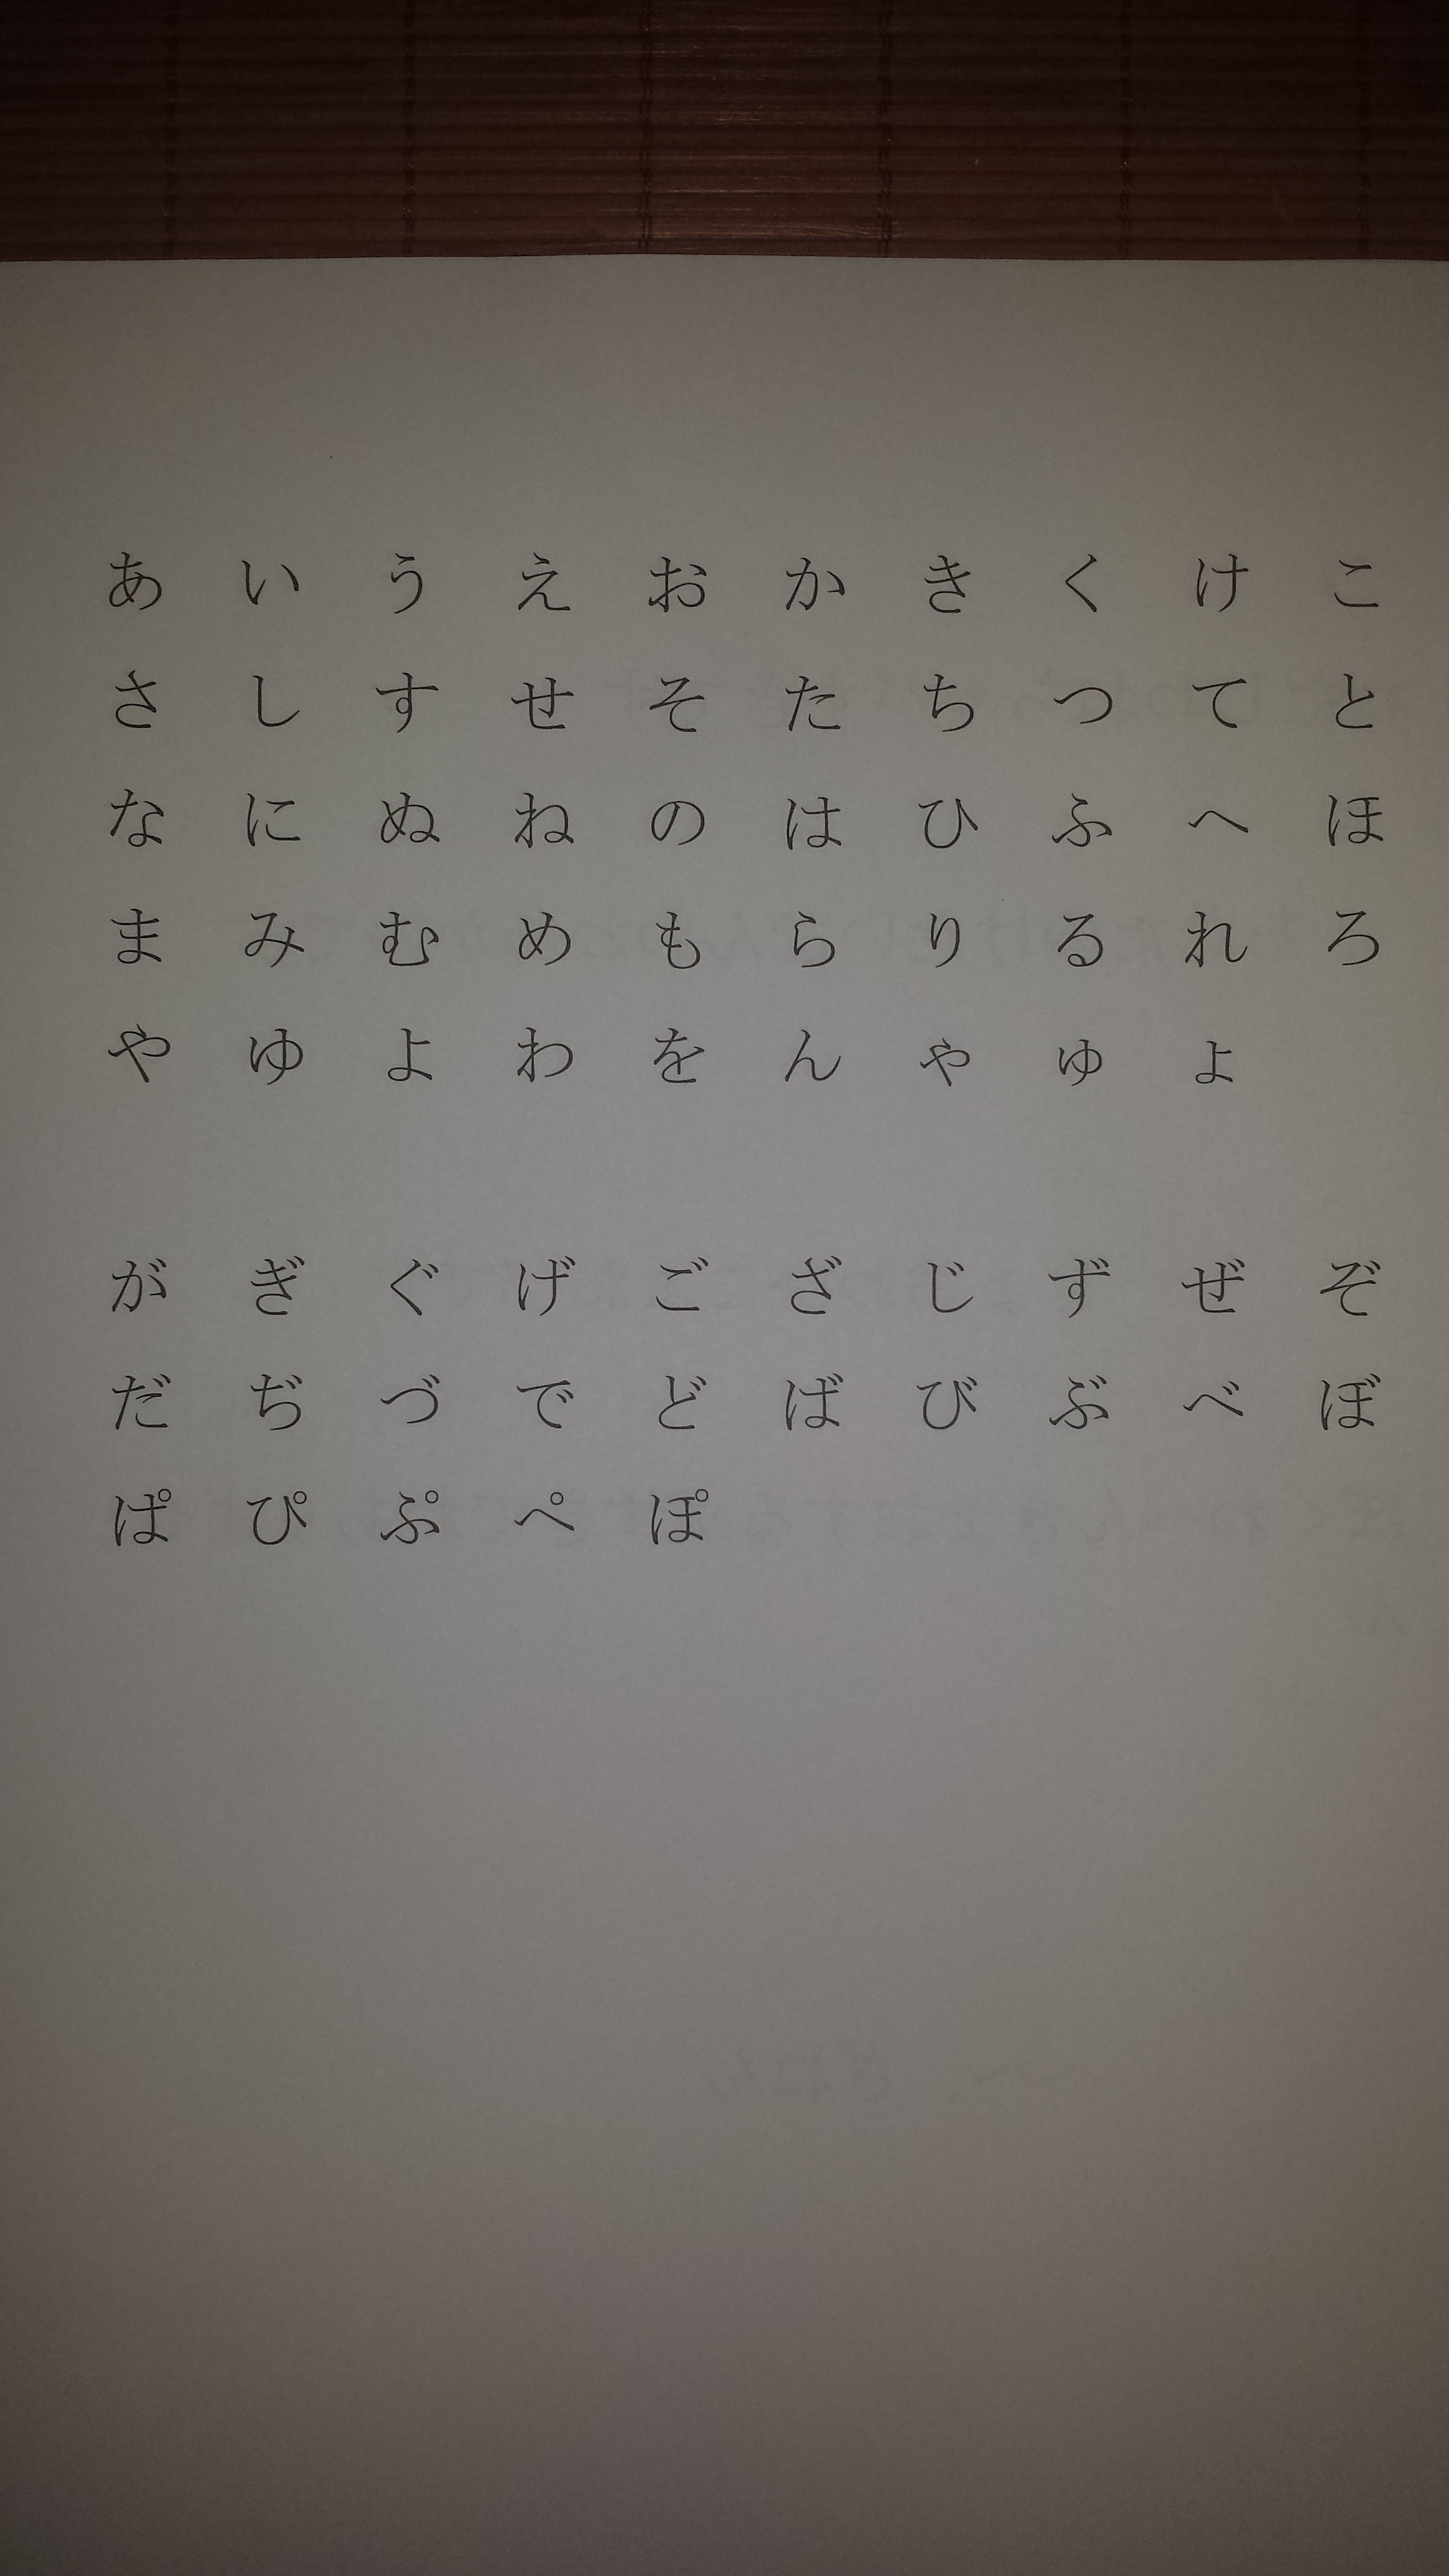 あ い う え お か き く け こ
さ し す せ そ た ち つ て と
な に ぬ ね の は ひ ふ へ ほ
ま み む め も ら り る れ ろ
や ゆ よ わ を ん ゃ ゅ ょ
が ぎ ぐ げ ご ざ じ ず ぜ ぞ
だ ぢ づ で ど ば び ぶ べ ぼ
ぱ ぴ ぷ ぺ ぽ